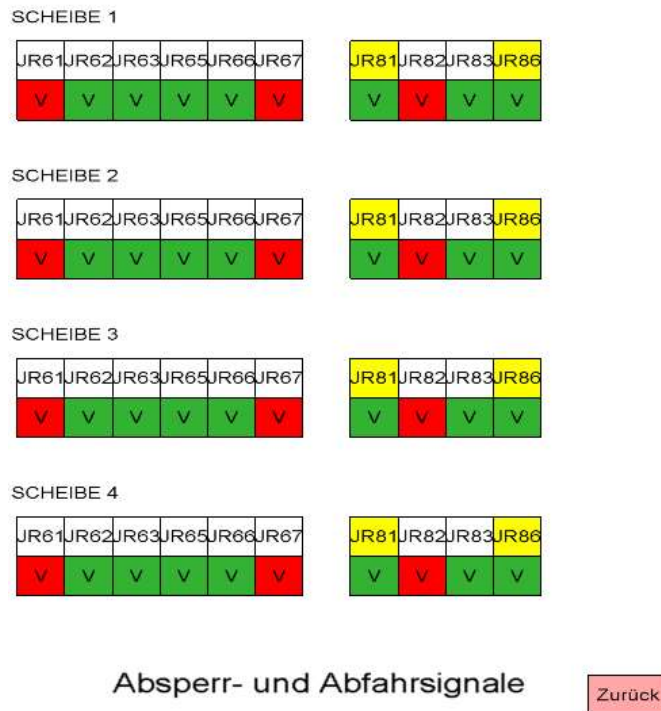 SCHEIBE 1
JR61 JR62 JR63 JR65 JR66 JR67 JR81 JR82 JR83 JR86
V V V V V V V V V V
SCHEIBE 2
JR61 JR62 JR63 JR65 JR66 JR67 JR81 JR82 JR83 JR86
V V V V V V V V V V
SCHEIBE 3
JR61 JR62 JR63 JR65 JR66 JR67 JR81 JR82 JR83 JR86
V V V V V V V V V V
SCHEIBE 4
JR61 JR62 JR63 JR65 JR66 JR67 JR81 JR82 JR83 JR86
V V V V V V V V V V
Absperr- und Abfahrsignale
Zurück